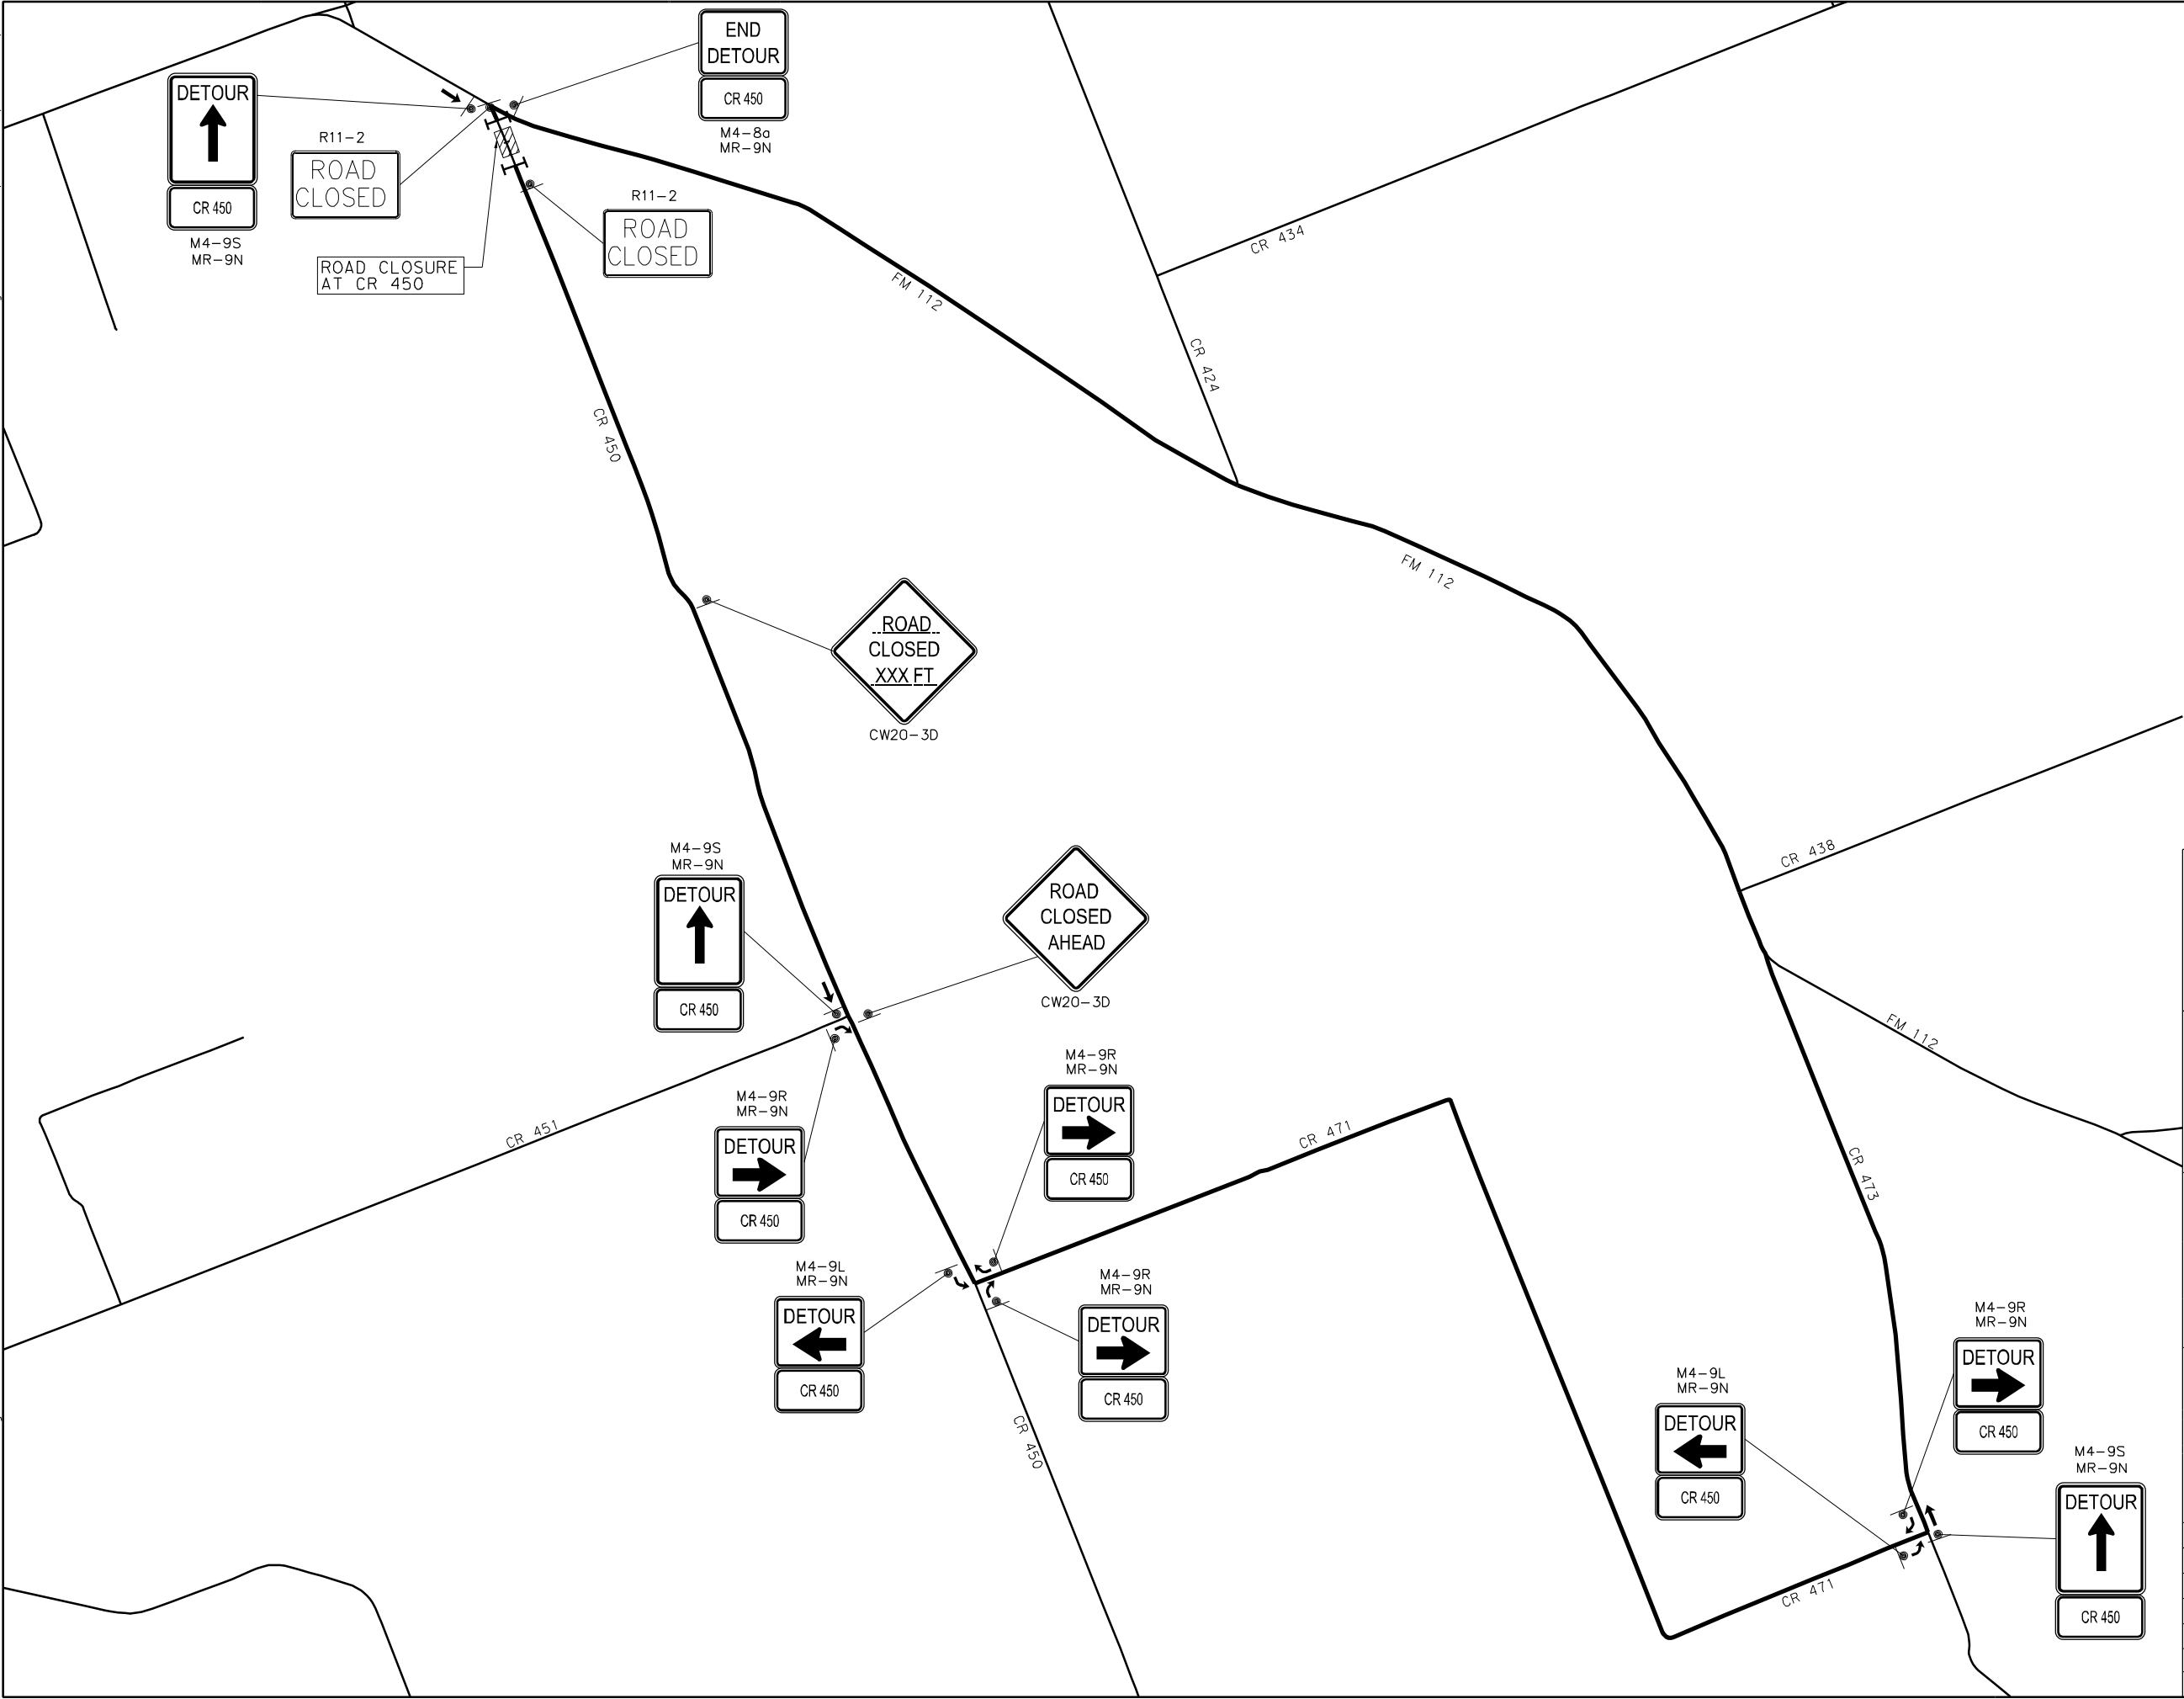 END
DETOUR
CR 450
M4-8a
MR-9N
DETOUR
CR 450
M4-9S
MR-9N
R11-2
ROAD
CLOSED
R11-2
ROAD
CLOSED
ROAD CLOSURE
AT CR 450
CR 434
FM 112
CR 424
CR 450
FM 112
ROAD
CLOSED
XXX FT
CW20-3D
CR 438
M4-9S
MR-9N
DETOUR
CR 450
ROAD
CLOSED
AHEAD
CW20-3D
FM 112
M4-9R
MR-9N
DETOUR
CR 450
M4-9R
MR-9N
DETOUR
CR 450
CR 451
CR 471
CR 473
M4-9L
MR-9N
DETOUR
CR 450
M4-9R
MR-9N
DETOUR
CR 450
CR 450
M4-9R
MR-9N
DETOUR
CR 450
M4-9L
MR-9N
DETOUR
CR 450
M4-9S
MR-9N
DETOUR
CR 450
CR 471